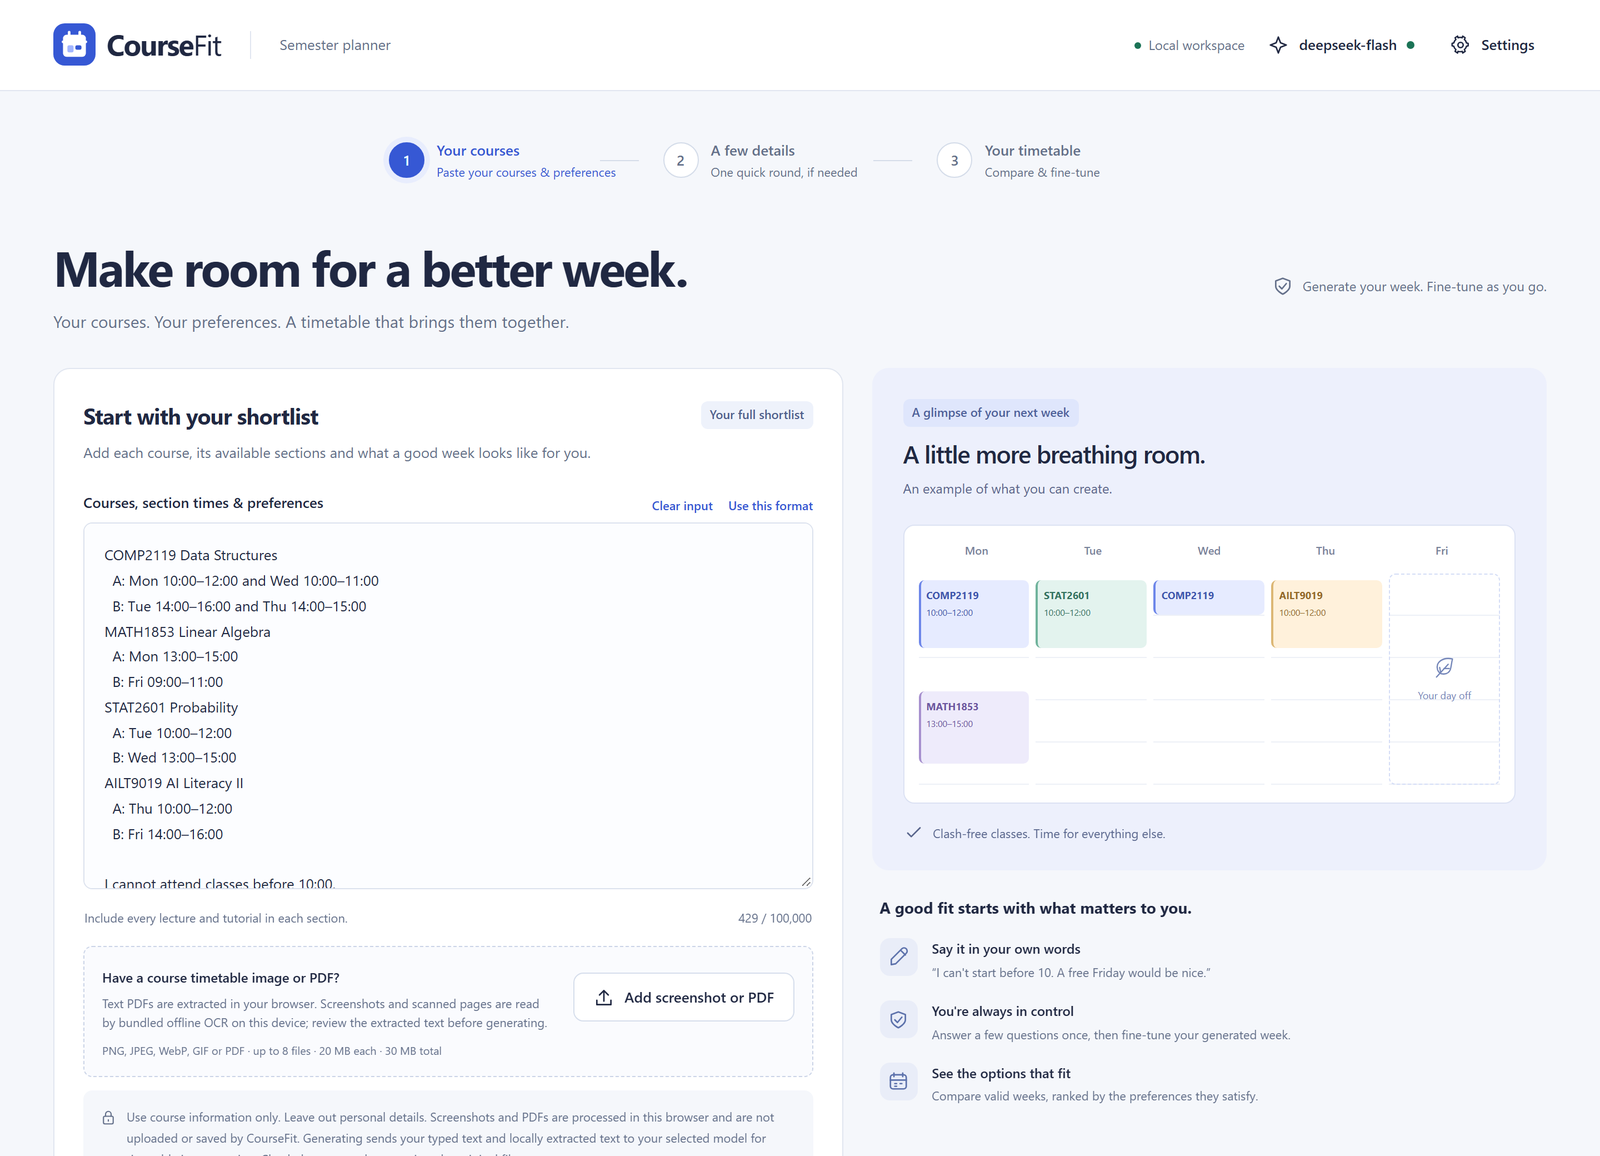 CourseFit
Semester planner
Local workspace
deepseek-flash
Settings
1
Your courses
Paste your courses & preferences
2
A few details
One quick round, if needed
3
Your timetable
Compare & fine-tune
Make room for a better week.
Your courses. Your preferences. A timetable that brings them together.
Generate your week. Fine-tune as you go.
Start with your shortlist
Your full shortlist
Add each course, its available sections and what a good week looks like for you.
Courses, section times & preferences
Clear input
Use this format
COMP2119 Data Structures
A: Mon 10:00–12:00 and Wed 10:00–11:00
B: Tue 14:00–16:00 and Thu 14:00–15:00
MATH1853 Linear Algebra
A: Mon 13:00–15:00
B: Fri 09:00–11:00
STAT2601 Probability
A: Tue 10:00–12:00
B: Wed 13:00–15:00
AILT9019 AI Literacy II
A: Thu 10:00–12:00
B: Fri 14:00–16:00
I cannot attend classes before 10:00.
Include every lecture and tutorial in each section.
429 / 100,000
Have a course timetable image or PDF?
Text PDFs are extracted in your browser. Screenshots and scanned pages are read
by bundled offline OCR on this device; review the extracted text before generating.
PNG, JPEG, WebP, GIF or PDF · up to 8 files · 20 MB each · 30 MB total
Add screenshot or PDF
Use course information only. Leave out personal details. Screenshots and PDFs are processed in this browser and are not
uploaded or saved by CourseFit. Generating sends your typed text and locally extracted text to your selected model for
A glimpse of your next week
A little more breathing room.
An example of what you can create.
Mon
Tue
Wed
Thu
Fri
COMP2119
10:00–12:00
STAT2601
10:00–12:00
COMP2119
AILT9019
10:00–12:00
MATH1853
13:00–15:00
Your day off
Clash-free classes. Time for everything else.
A good fit starts with what matters to you.
Say it in your own words
“I can't start before 10. A free Friday would be nice.”
You're always in control
Answer a few questions once, then fine-tune your generated week.
See the options that fit
Compare valid weeks, ranked by the preferences they satisfy.